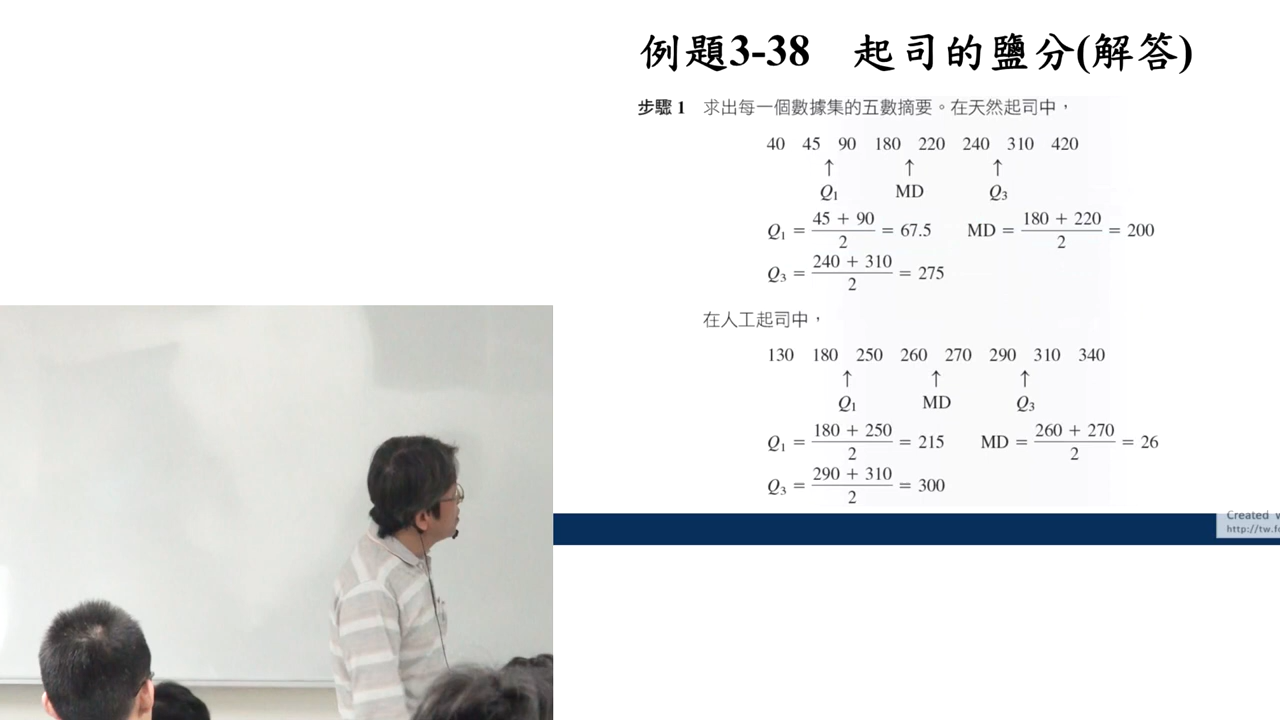 例題3-38 起司的鹽分(解答)
步驟 1 求出每一個數據集的五數摘要。在天然起司中，
40 45 90 180 220 240 310 420
↑ ↑ ↑
Q₁ MD Q₃
Q₁ = (45 + 90)/2 = 67.5 MD = (180 + 220)/2 = 200
Q₃ = (240 + 310)/2 = 275
在人工起司中，
130 180 250 260 270 290 310 340
↑ ↑ ↑
Q₁ MD Q₃
Q₁ = (180 + 250)/2 = 215 MD = (260 + 270)/2 = 26
Q₃ = (290 + 310)/2 = 300
Created
http://tw.f